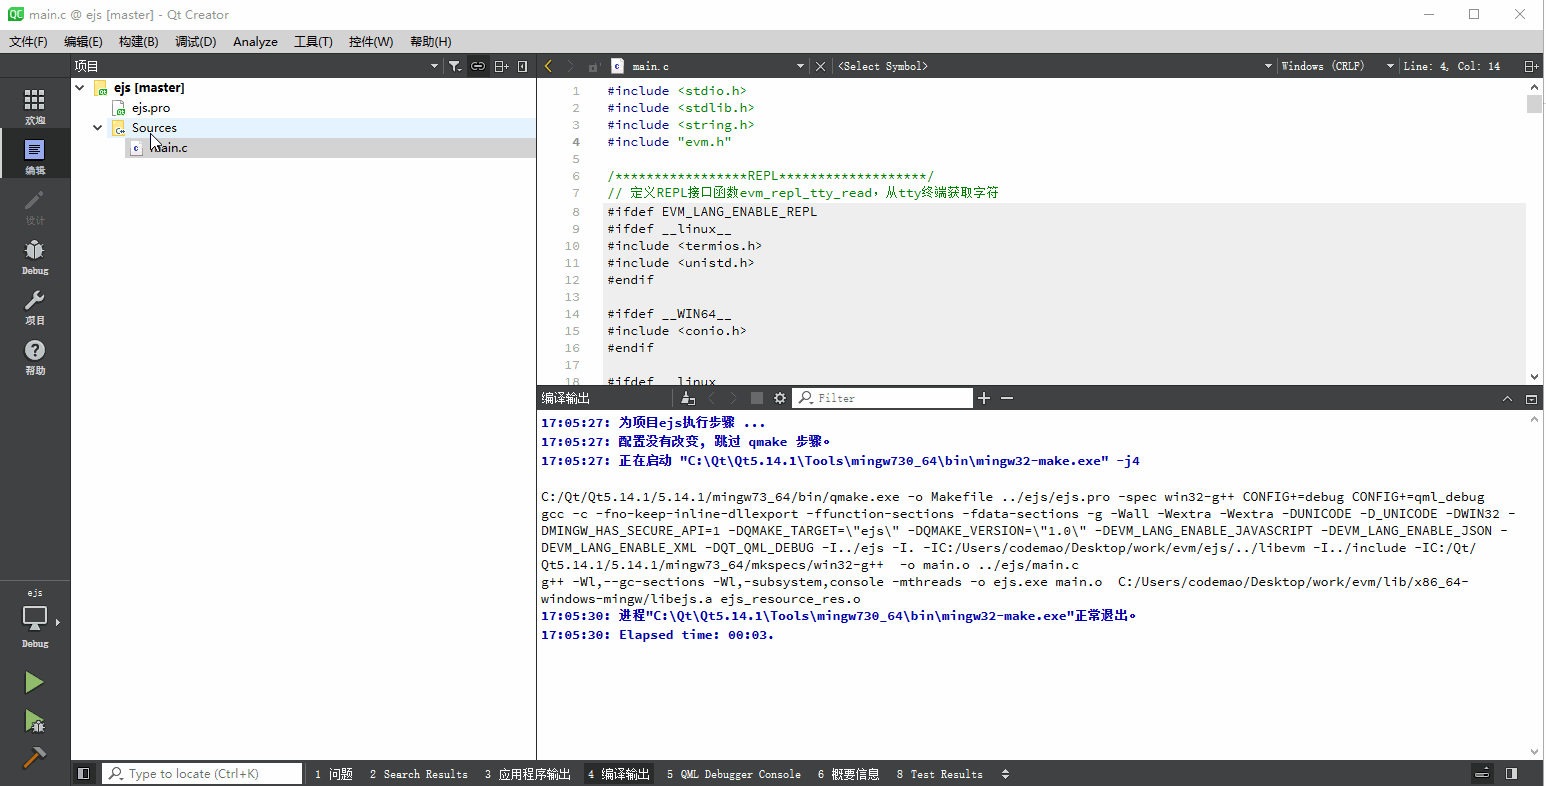 main.c @ ejs [master] - Qt Creator
文件(F) 编辑(E) 构建(B) 调试(D) Analyze 工具(T) 控件(W) 帮助(H)
项目
main.c
<Select Symbol>
Windows (CRLF)
Line: 4, Col: 14
欢迎
编辑
设计
Debug
项目
帮助
ejs
Debug
ejs [master]
ejs.pro
Sources
main.c
1 #include <stdio.h>
2 #include <stdlib.h>
3 #include <string.h>
4 #include "evm.h"
5
6 /*****************REPL*******************/
7 // 定义REPL接口函数evm_repl_tty_read，从tty终端获取字符
8 #ifdef EVM_LANG_ENABLE_REPL
9 #ifdef __linux__
10 #include <termios.h>
11 #include <unistd.h>
12 #endif
13
14 #ifdef __WIN64__
15 #include <conio.h>
16 #endif
17
18 #ifdef __linux__
编译输出
Filter
17:05:27: 为项目ejs执行步骤 ...
17:05:27: 配置没有改变, 跳过 qmake 步骤。
17:05:27: 正在启动 "C:\Qt\Qt5.14.1\Tools\mingw730_64\bin\mingw32-make.exe" -j4
C:/Qt/Qt5.14.1/5.14.1/mingw73_64/bin/qmake.exe -o Makefile ../ejs/ejs.pro -spec win32-g++ CONFIG+=debug CONFIG+=qml_debug
gcc -c -fno-keep-inline-dllexport -ffunction-sections -fdata-sections -g -Wall -Wextra -Wextra -DUNICODE -D_UNICODE -DWIN32 -
DMINGW_HAS_SECURE_API=1 -DQMAKE_TARGET=\"ejs\" -DQMAKE_VERSION=\"1.0\" -DEVM_LANG_ENABLE_JAVASCRIPT -DEVM_LANG_ENABLE_JSON -
DEVM_LANG_ENABLE_XML -DQT_QML_DEBUG -I../ejs -I. -IC:/Users/codemao/Desktop/work/evm/ejs/../libevm -I../include -IC:/Qt/
Qt5.14.1/5.14.1/mingw73_64/mkspecs/win32-g++  -o main.o ../ejs/main.c
g++ -Wl,--gc-sections -Wl,-subsystem,console -mthreads -o ejs.exe main.o  C:/Users/codemao/Desktop/work/evm/lib/x86_64-
windows-mingw/libejs.a ejs_resource_res.o
17:05:30: 进程"C:\Qt\Qt5.14.1\Tools\mingw730_64\bin\mingw32-make.exe"正常退出。
17:05:30: Elapsed time: 00:03.
Type to locate (Ctrl+K)
1 问题 2 Search Results 3 应用程序输出 4 编译输出 5 QML Debugger Console 6 概要信息 8 Test Results